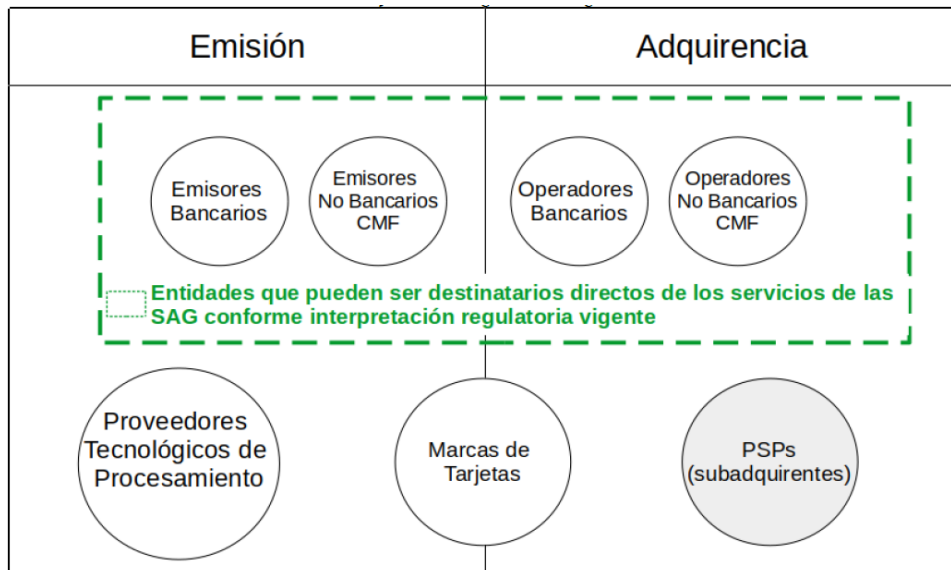 Emisión
Adquirencia
Emisores
Bancarios
Emisores
No Bancarios
CMF
Operadores
Bancarios
Operadores
No Bancarios
CMF
Entidades que pueden ser destinatarios directos de los servicios de las
SAG conforme interpretación regulatoria vigente
Proveedores
Tecnológicos de
Procesamiento
Marcas de
Tarjetas
PSPs
(subadquirentes)